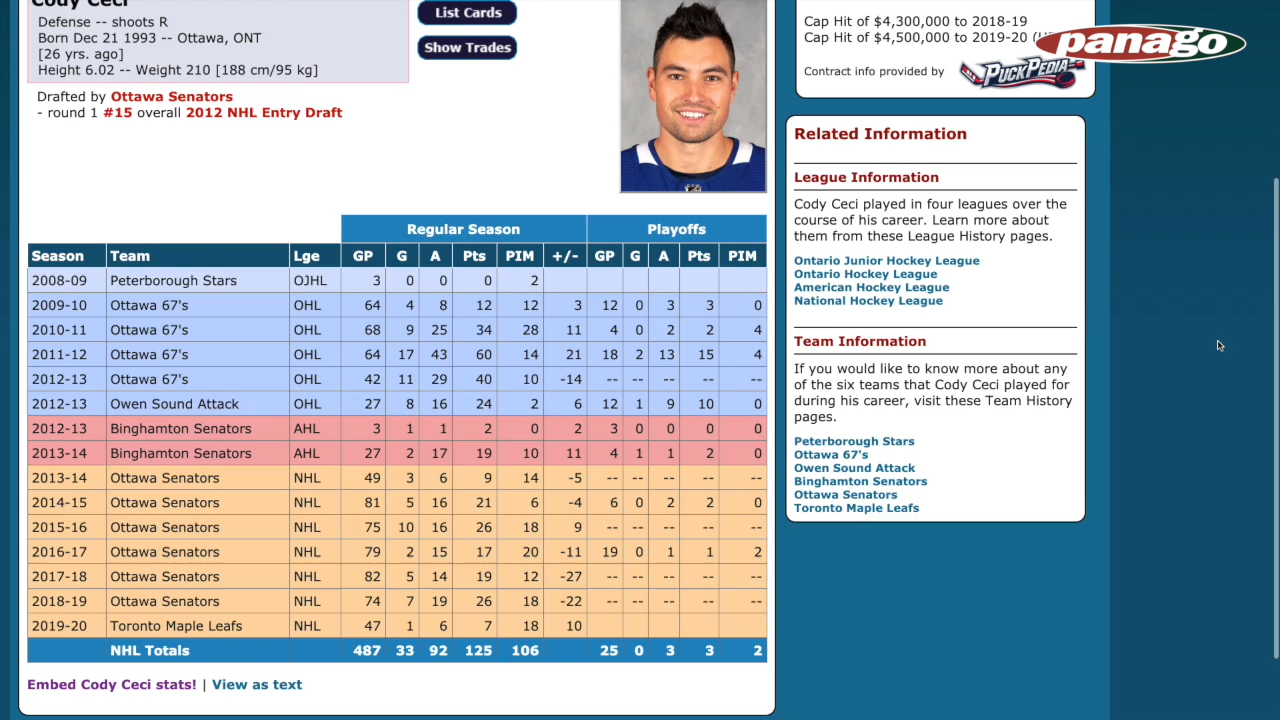 Cody Ceci
Defense -- shoots R
Born Dec 21 1993 -- Ottawa, ONT
[26 yrs. ago]
Height 6.02 -- Weight 210 [188 cm/95 kg]
Drafted by Ottawa Senators
- round 1 #15 overall 2012 NHL Entry Draft
List Cards
Show Trades
Regular Season Playoffs
Season Team Lge GP G A Pts PIM +/- GP G A Pts PIM
2008-09 Peterborough Stars OJHL 3 0 0 0 2
2009-10 Ottawa 67's OHL 64 4 8 12 12 3 12 0 3 3 0
2010-11 Ottawa 67's OHL 68 9 25 34 28 11 4 0 2 2 4
2011-12 Ottawa 67's OHL 64 17 43 60 14 21 18 2 13 15 4
2012-13 Ottawa 67's OHL 42 11 29 40 10 -14 -- -- -- -- --
2012-13 Owen Sound Attack OHL 27 8 16 24 2 6 12 1 9 10 0
2012-13 Binghamton Senators AHL 3 1 1 2 0 2 3 0 0 0 0
2013-14 Binghamton Senators AHL 27 2 17 19 10 11 4 1 1 2 0
2013-14 Ottawa Senators NHL 49 3 6 9 14 -5 -- -- -- -- --
2014-15 Ottawa Senators NHL 81 5 16 21 6 -4 6 0 2 2 0
2015-16 Ottawa Senators NHL 75 10 16 26 18 9 -- -- -- -- --
2016-17 Ottawa Senators NHL 79 2 15 17 20 -11 19 0 1 1 2
2017-18 Ottawa Senators NHL 82 5 14 19 12 -27 -- -- -- -- --
2018-19 Ottawa Senators NHL 74 7 19 26 18 -22 -- -- -- -- --
2019-20 Toronto Maple Leafs NHL 47 1 6 7 18 10
NHL Totals 487 33 92 125 106 25 0 3 3 2
Embed Cody Ceci stats! | View as text
Cap Hit of $4,300,000 to 2018-19
Cap Hit of $4,500,000 to 2019-20
panago
Contract info provided by PUCKPEDIA
Related Information
League Information
Cody Ceci played in four leagues over the
course of his career. Learn more about
them from these League History pages.
Ontario Junior Hockey League
Ontario Hockey League
American Hockey League
National Hockey League
Team Information
If you would like to know more about any
of the six teams that Cody Ceci played for
during his career, visit these Team History
pages.
Peterborough Stars
Ottawa 67's
Owen Sound Attack
Binghamton Senators
Ottawa Senators
Toronto Maple Leafs